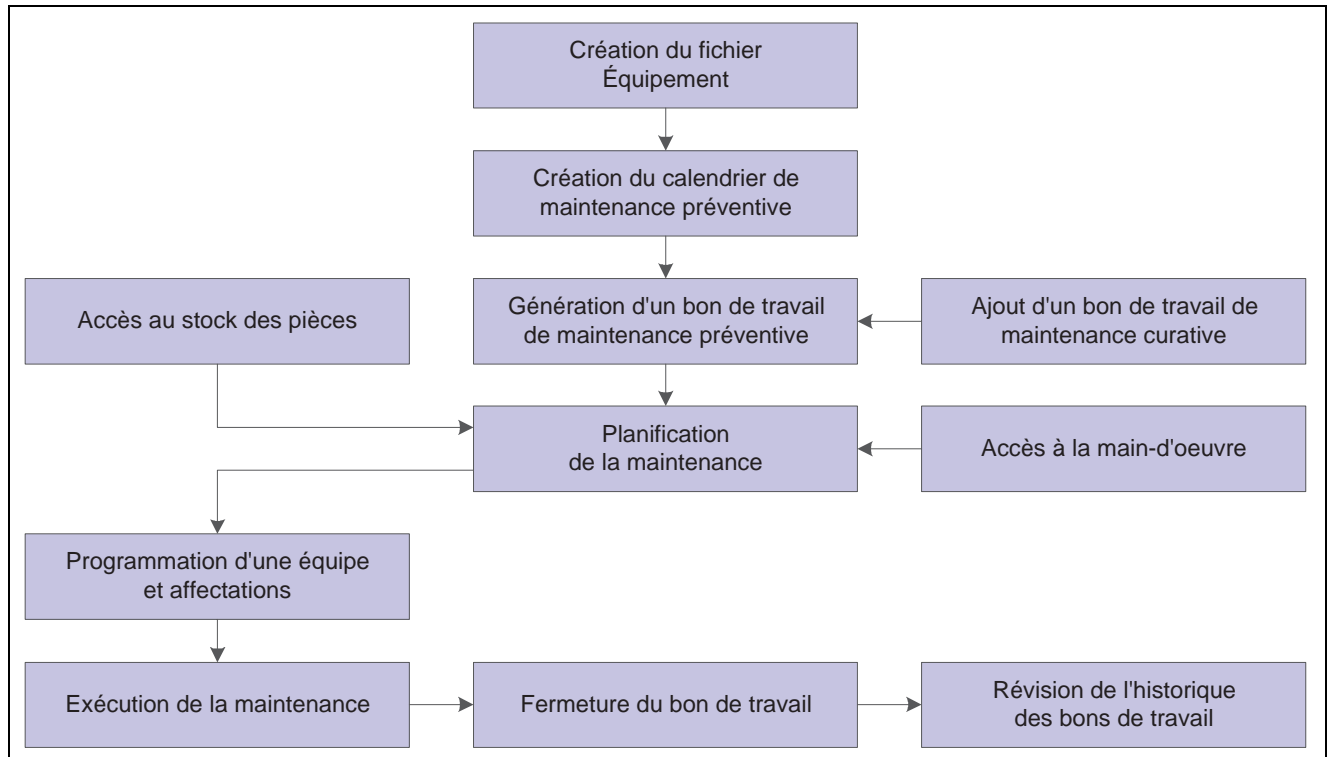 Création du fichier
Équipement
Création du calendrier de
maintenance préventive
Accès au stock des pièces
Génération d'un bon de travail
de maintenance préventive
Ajout d'un bon de travail de
maintenance curative
Planification
de la maintenance
Accès à la main-d'oeuvre
Programmation d'une équipe
et affectations
Exécution de la maintenance
Fermeture du bon de travail
Révision de l'historique
des bons de travail